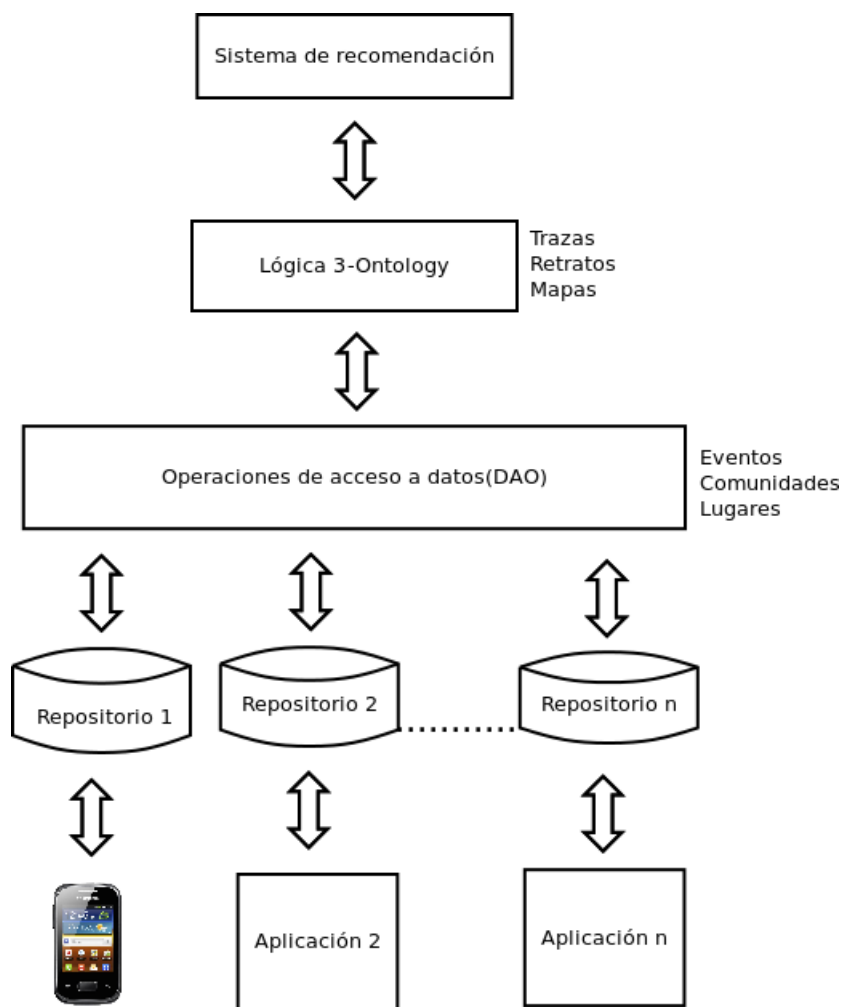 Sistema de recomendación
Lógica 3-Ontology
Trazas
Retratos
Mapas
Operaciones de acceso a datos(DAO)
Eventos
Comunidades
Lugares
Repositorio 1
Repositorio 2
Repositorio n
Aplicación 2
Aplicación n